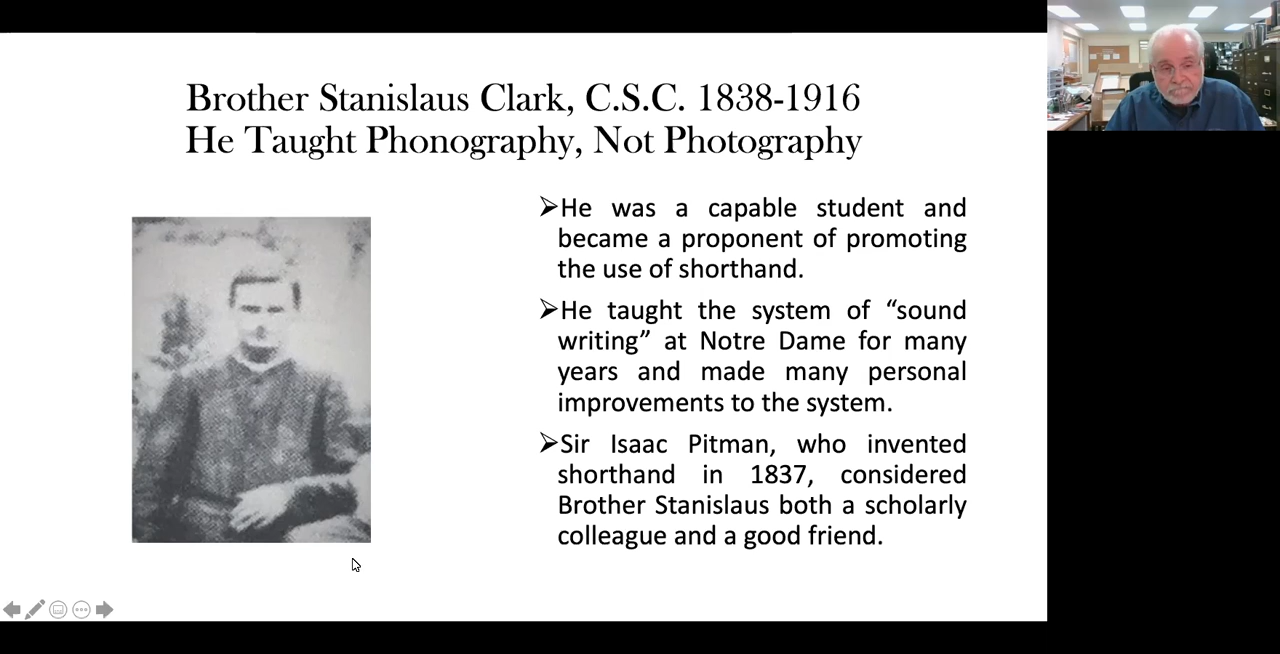 Brother Stanislaus Clark, C.S.C. 1838-1916
He Taught Phonography, Not Photography
➢He was a capable student and
became a proponent of promoting
the use of shorthand.
➢He taught the system of “sound
writing” at Notre Dame for many
years and made many personal
improvements to the system.
➢Sir Isaac Pitman, who invented
shorthand in 1837, considered
Brother Stanislaus both a scholarly
colleague and a good friend.